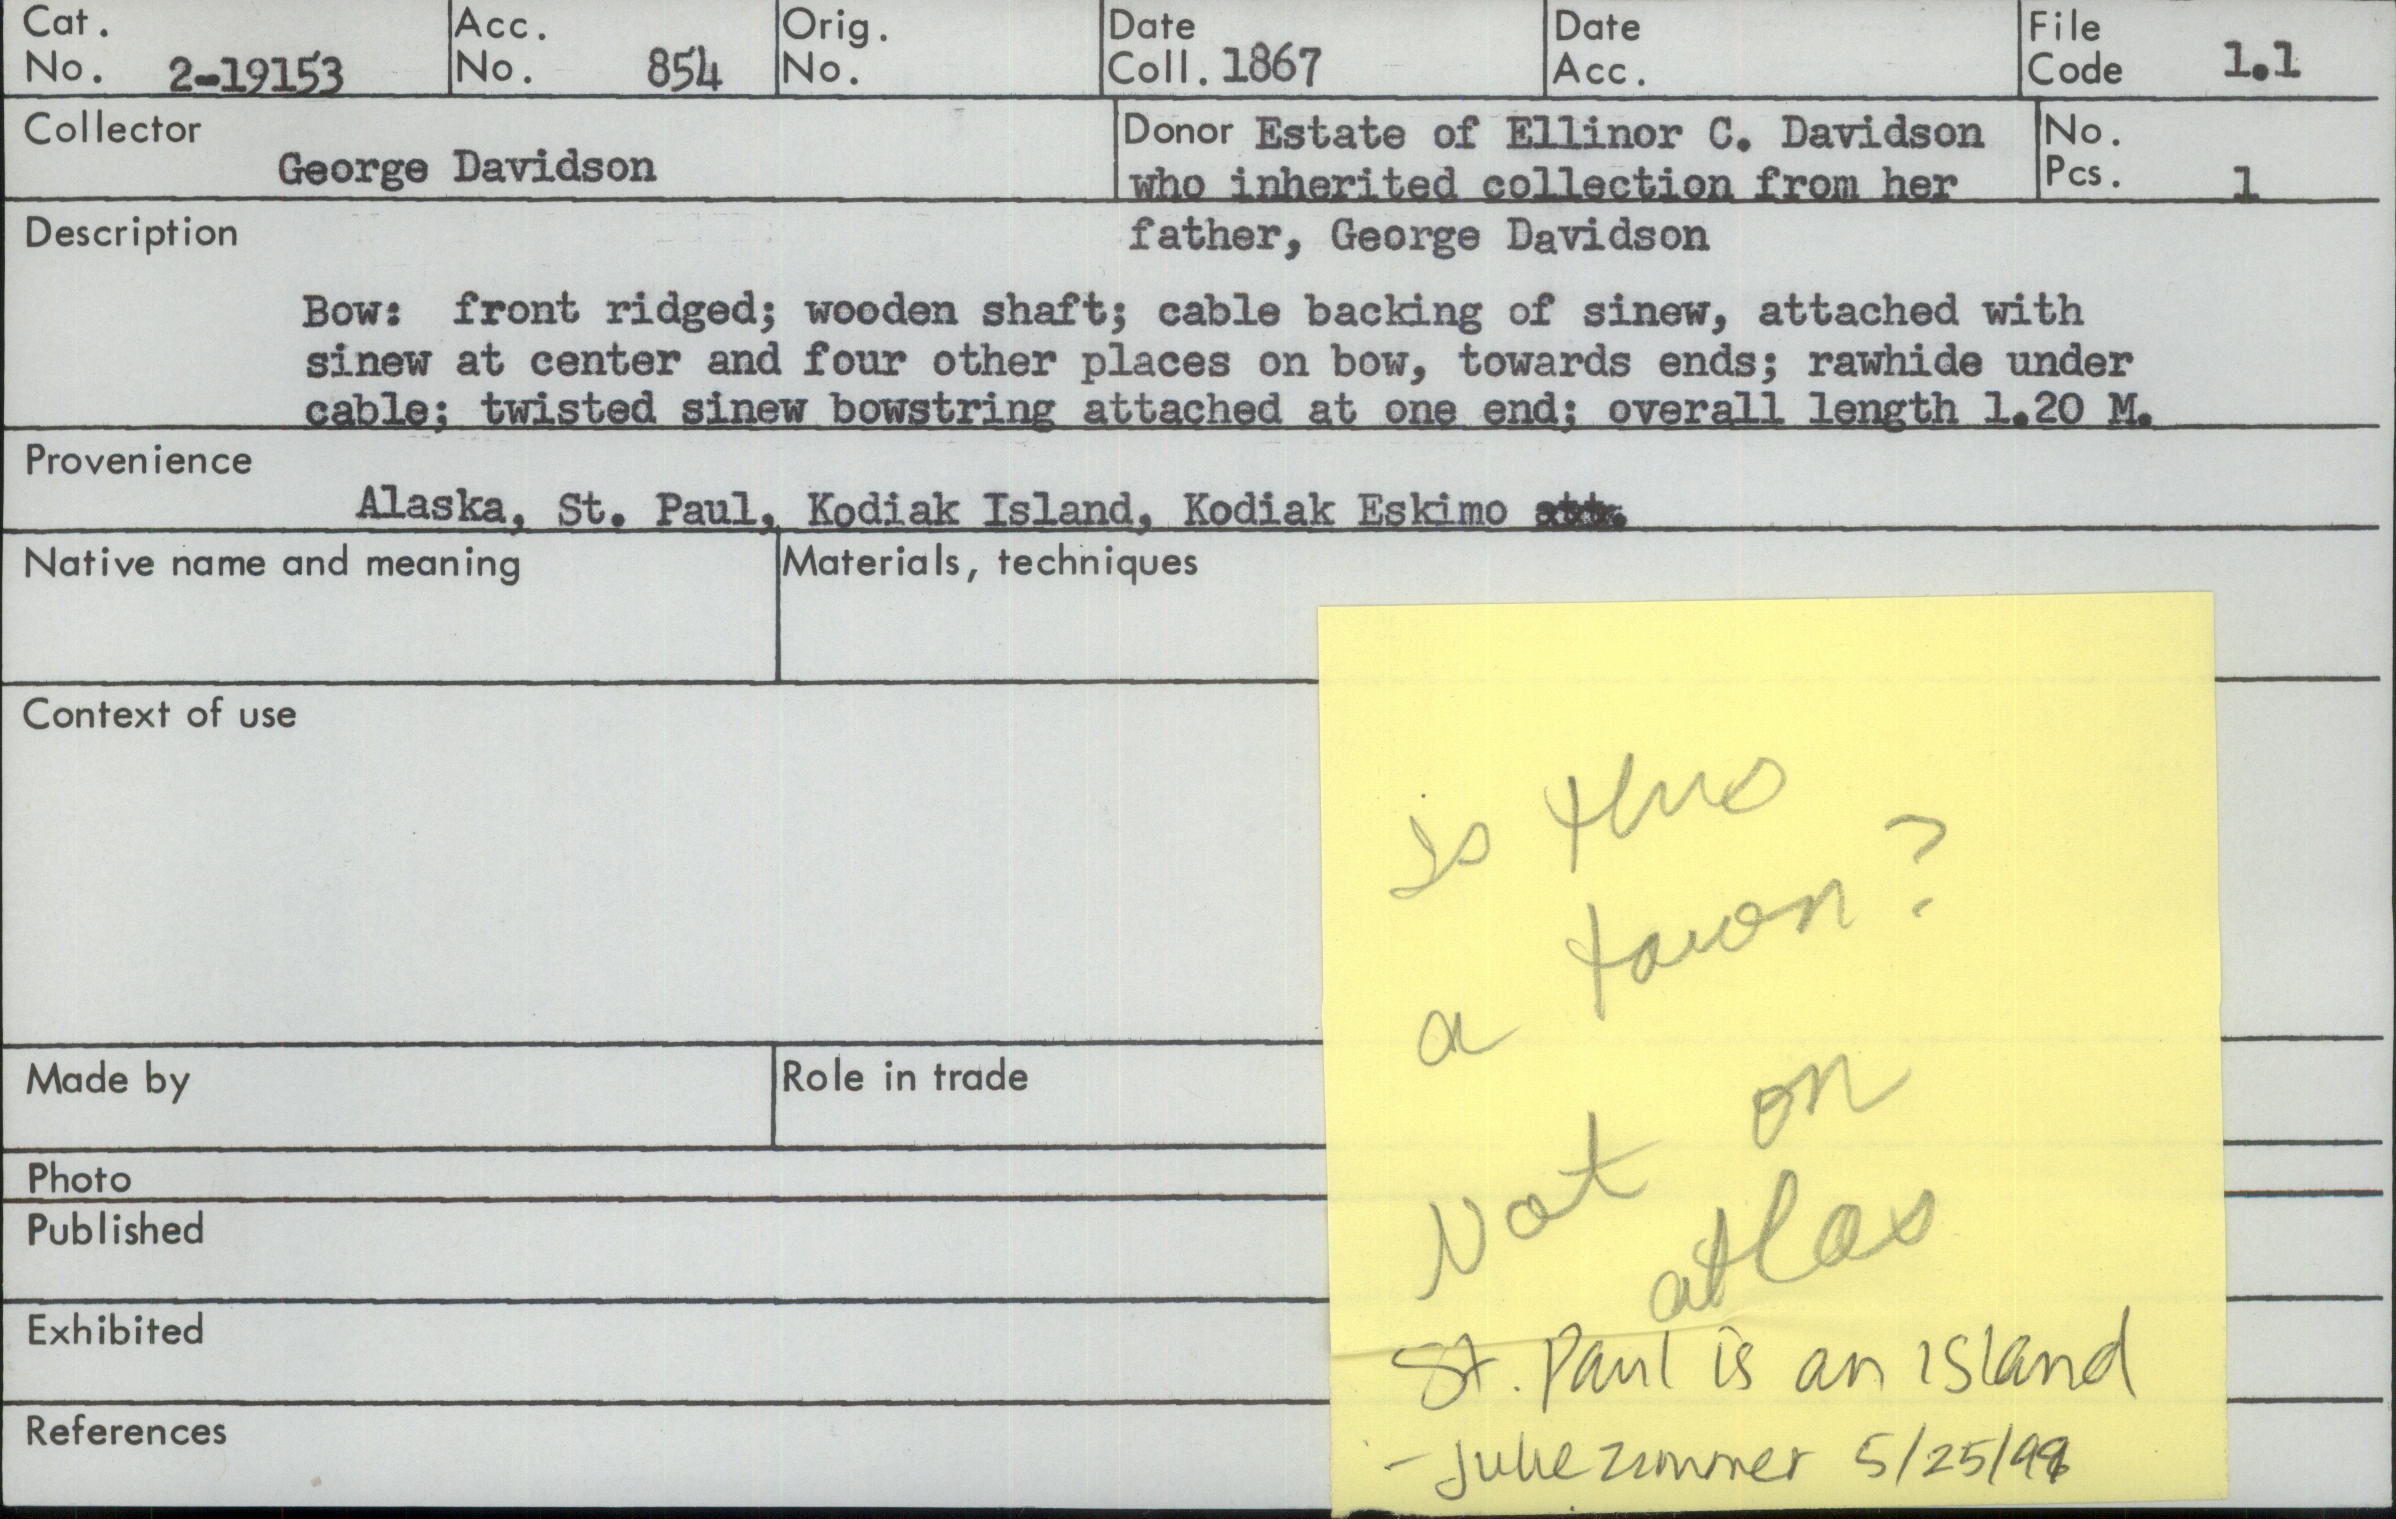 Cat. No. 2-19153
Acc. No. 854
Orig. No.
Date Coll. 1867
Date Acc.
File Code 1.1
Collector
George Davidson
Donor Estate of Ellinor C. Davidson
who inherited collection from her
father, George Davidson
No. Pcs. 1
Description
Bow: front ridged; wooden shaft; cable backing of sinew, attached with
sinew at center and four other places on bow, towards ends; rawhide under
cable; twisted sinew bowstring attached at one end; overall length 1.20 M.
Provenience
Alaska, St. Paul, Kodiak Island, Kodiak Eskimo
Native name and meaning
Materials, techniques
Context of use
Made by
Role in trade
Photo
Published
Exhibited
References
Is this
a town?
Not on
atlas
St. Paul is an island
- Julie Zimmer 5/25/